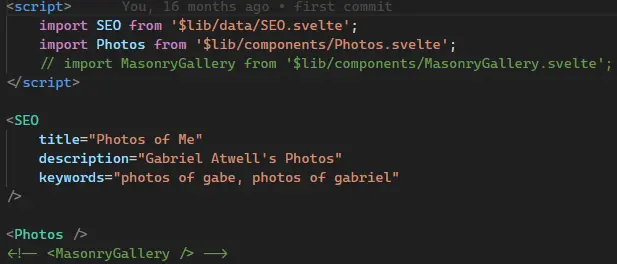 <script>    You, 16 months ago • first commit
    import SEO from '$lib/data/SEO.svelte';
    import Photos from '$lib/components/Photos.svelte';
    // import MasonryGallery from '$lib/components/MasonryGallery.svelte';
</script>

<SEO
    title="Photos of Me"
    description="Gabriel Atwell's Photos"
    keywords="photos of gabe, photos of gabriel"
/>

<Photos />
<!-- <MasonryGallery /> -->